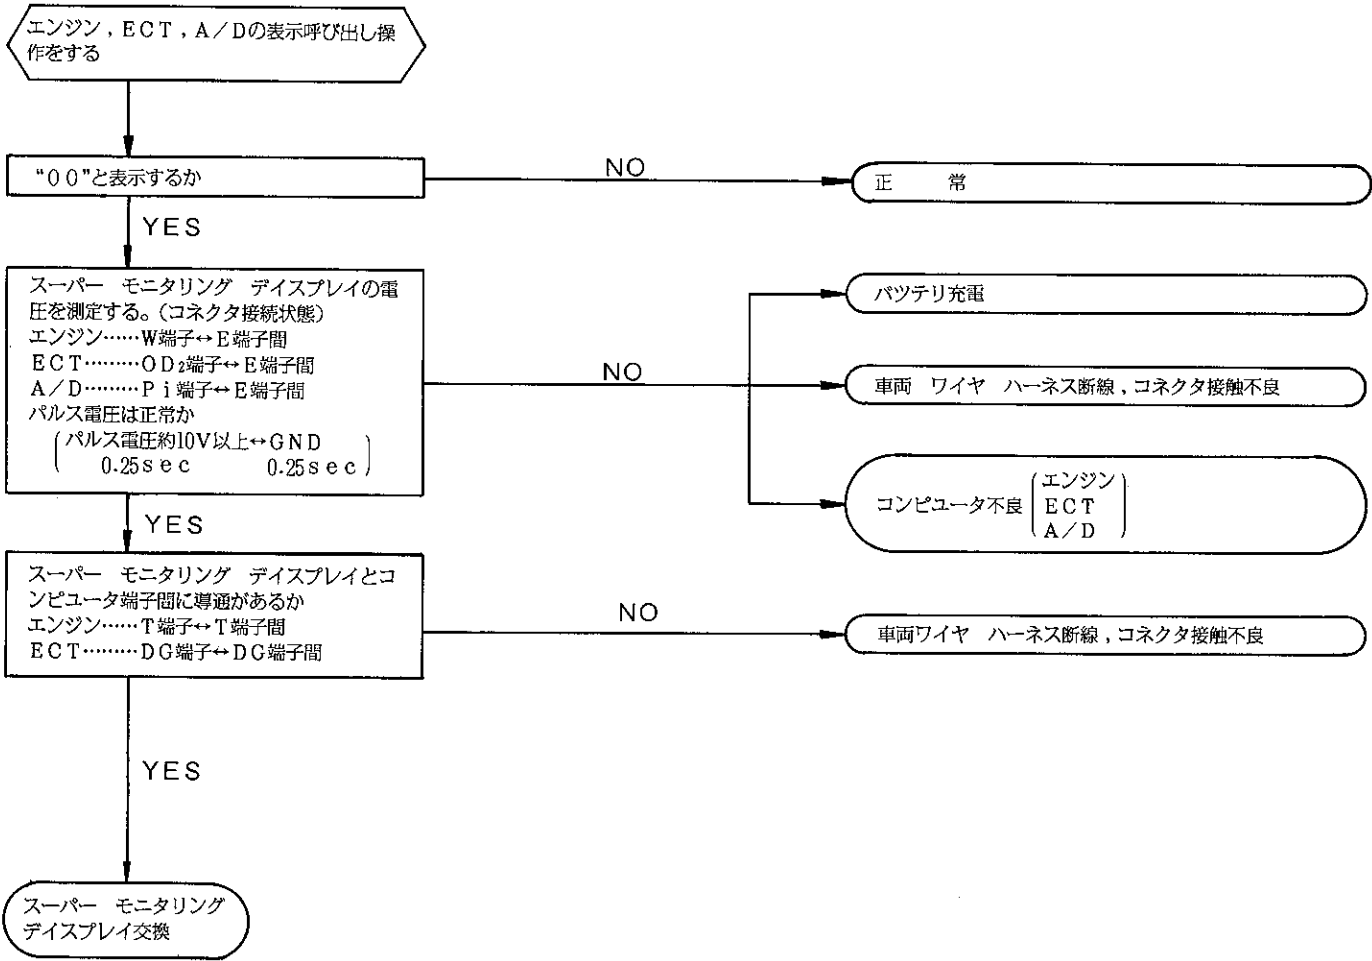 エンジン，ＥＣＴ，Ａ／Ｄの表示呼び出し操
作をする
“００”と表示するか
NO
正　　常
YES
スーパー　モニタリング　デイスプレイの電
圧を測定する。（コネクタ接続状態）
エンジン……W端子↔E端子間
ＥＣＴ………ＯＤ₂端子↔E端子間
Ａ／Ｄ………Ｐｉ端子↔E端子間
パルス電圧は正常か
（パルス電圧約10V以上↔GND
0.25ｓｅｃ　　0.25ｓｅｃ）
NO
バツテリ充電
車両　ワイヤ　ハーネス断線，コネクタ接触不良
コンピユータ不良（エンジン
ＥＣＴ
Ａ／Ｄ）
YES
スーパー　モニタリング　デイスプレイとコ
ンピユータ端子間に導通があるか
エンジン……T端子↔T端子間
ＥＣＴ………DG端子↔DG端子間
NO
車両ワイヤ　ハーネス断線，コネクタ接触不良
YES
スーパー　モニタリング
デイスプレイ交換